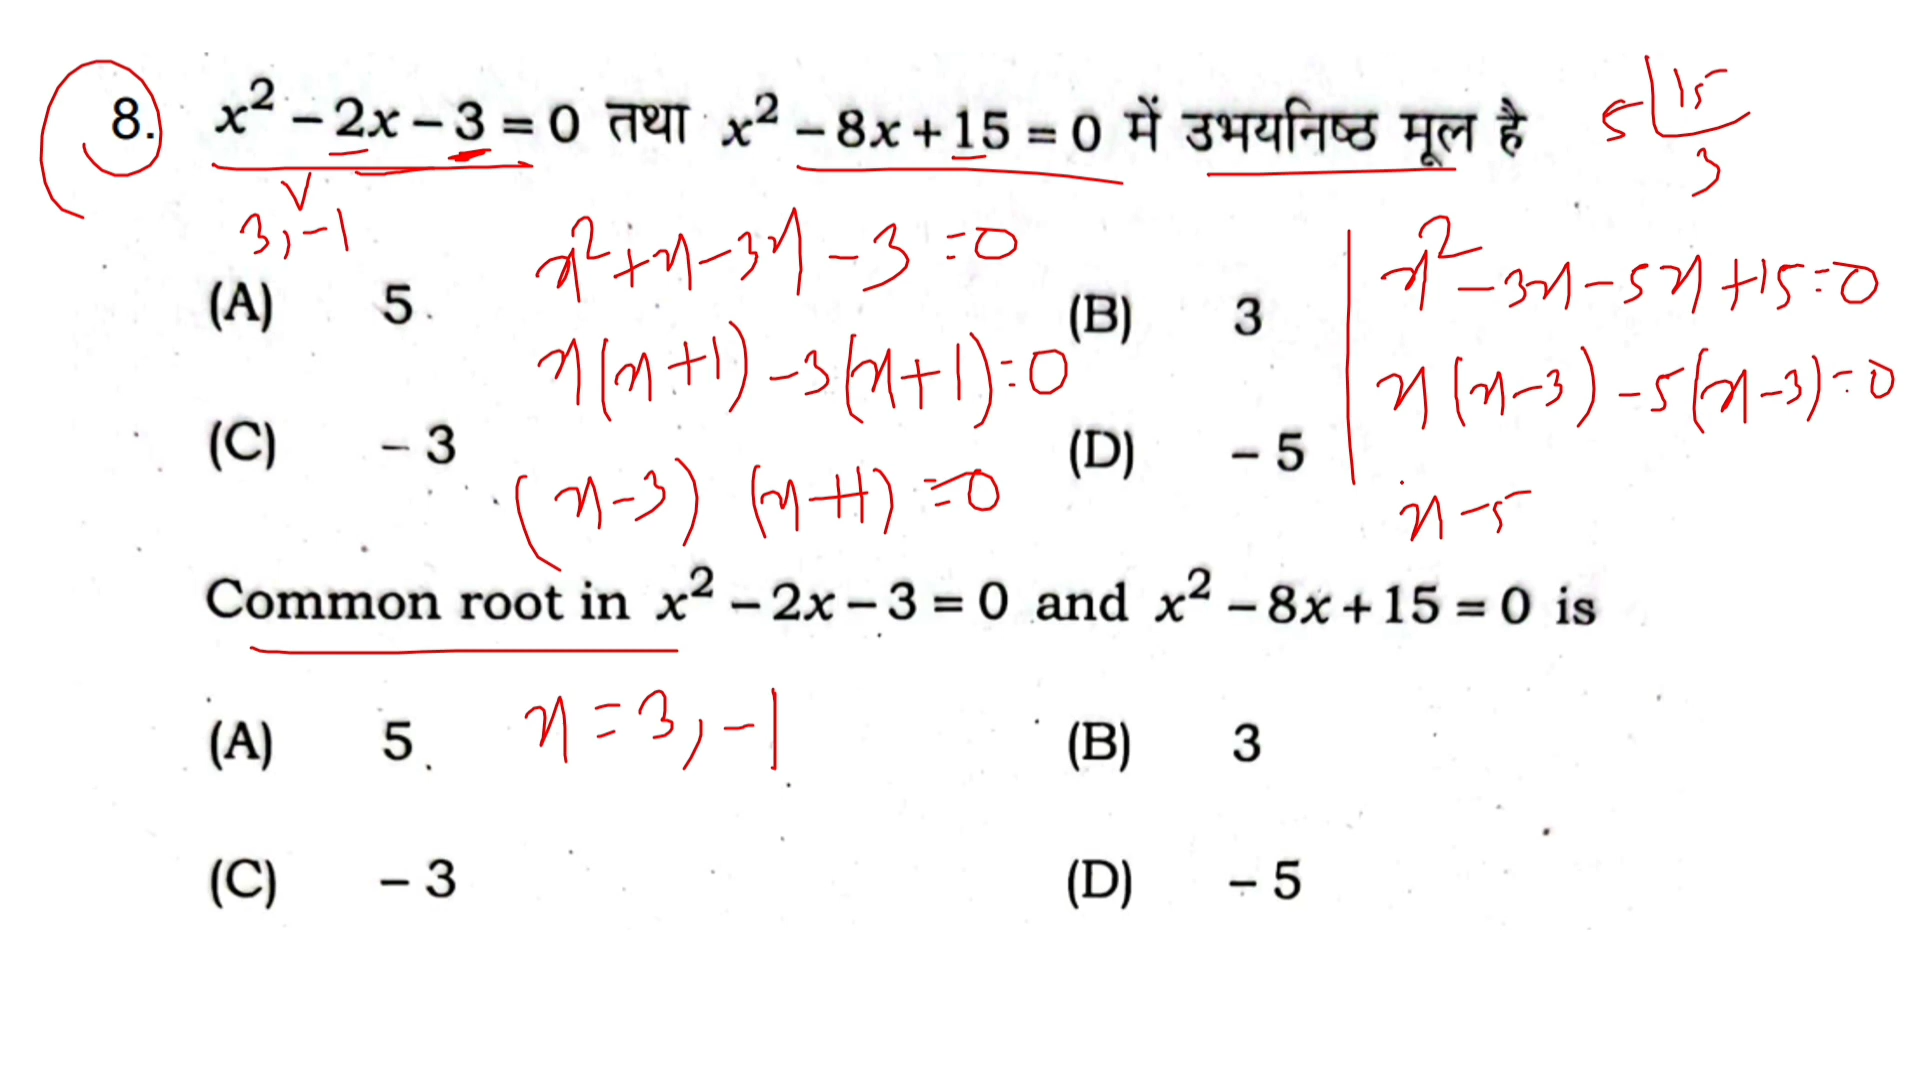 8. x² – 2x – 3 = 0 तथा x² – 8x + 15 = 0 में उभयनिष्ठ मूल है
5 15
3
3, -1
x² + x - 3x - 3 = 0
x² - 3x - 5x + 15 = 0
(A) 5
(B) 3
x(x+1) - 3(x+1) = 0
x(x-3) - 5(x-3) = 0
(C) – 3
(D) – 5
(x-3) (x+1) = 0
x - 5
Common root in x² – 2x – 3 = 0 and x² – 8x + 15 = 0 is
(A) 5
x = 3, -1
(B) 3
(C) – 3
(D) – 5